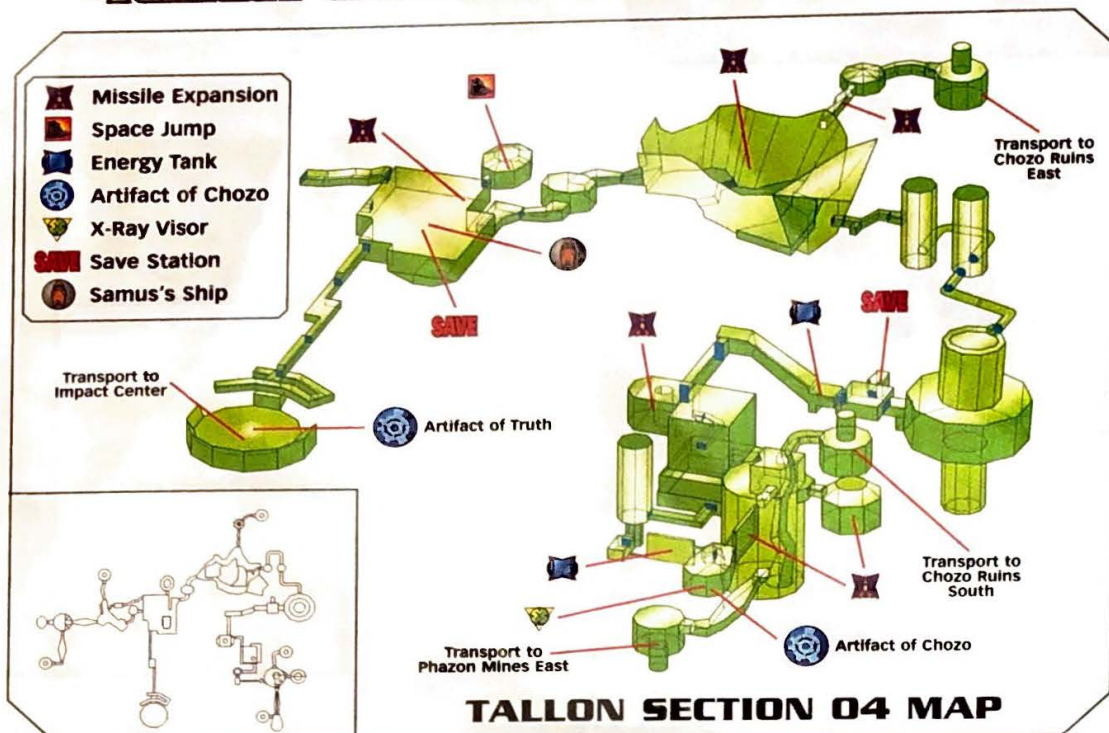 Missile Expansion
Space Jump
Energy Tank
Artifact of Chozo
X-Ray Visor
SAVE Save Station
Samus's Ship
Transport to
Chozo Ruins
East
SAVE
SAVE
Transport to
Impact Center
Artifact of Truth
Transport to
Chozo Ruins
South
Artifact of Chozo
Transport to
Phazon Mines East
TALLON SECTION 04 MAP